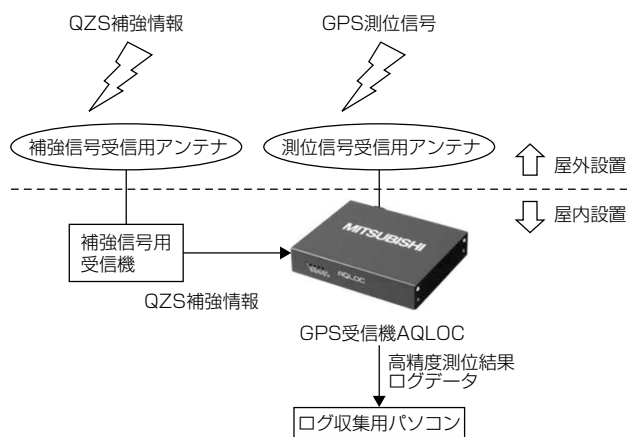 QZS補強情報
GPS測位信号
補強信号受信用アンテナ
測位信号受信用アンテナ
屋外設置
屋内設置
補強信号用
受信機
MITSUBISHI
AQLOC
QZS補強情報
GPS受信機AQLOC
高精度測位結果
ログデータ
ログ収集用パソコン